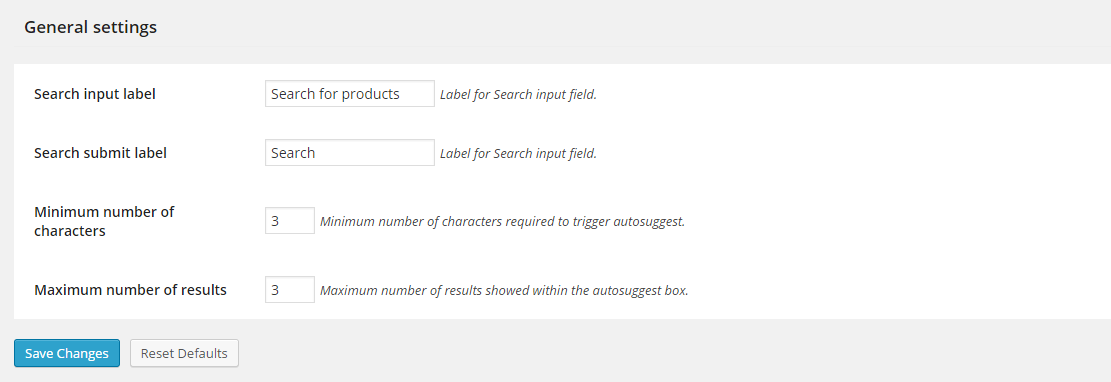 General settings
Search input label Search for products Label for Search input field.
Search submit label Search Label for Search input field.
Minimum number of
characters 3 Minimum number of characters required to trigger autosuggest.
Maximum number of results 3 Maximum number of results showed within the autosuggest box.
Save Changes Reset Defaults